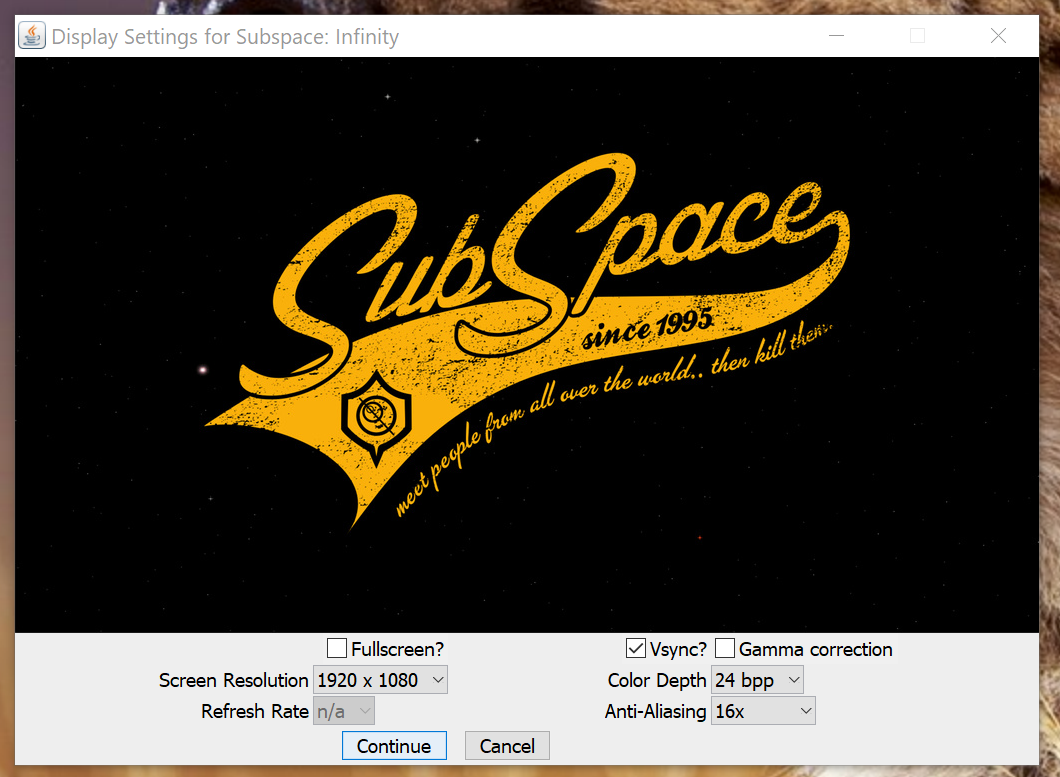 Display Settings for Subspace: Infinity
SubSpace
since 1995
meet people from all over the world.. then kill them..
Fullscreen?
Vsync?
Gamma correction
Screen Resolution 1920 x 1080
Color Depth 24 bpp
Refresh Rate n/a
Anti-Aliasing 16x
Continue
Cancel